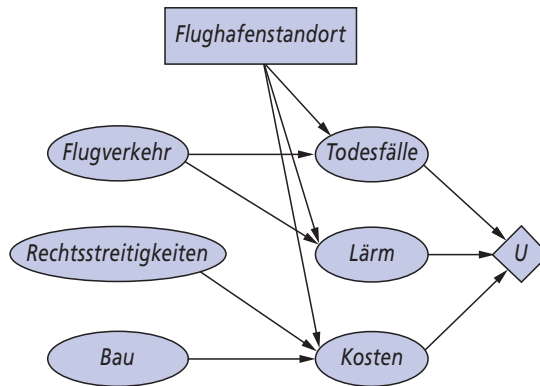 Flughafenstandort
Flugverkehr
Todesfälle
Rechtsstreitigkeiten
Lärm
U
Bau
Kosten